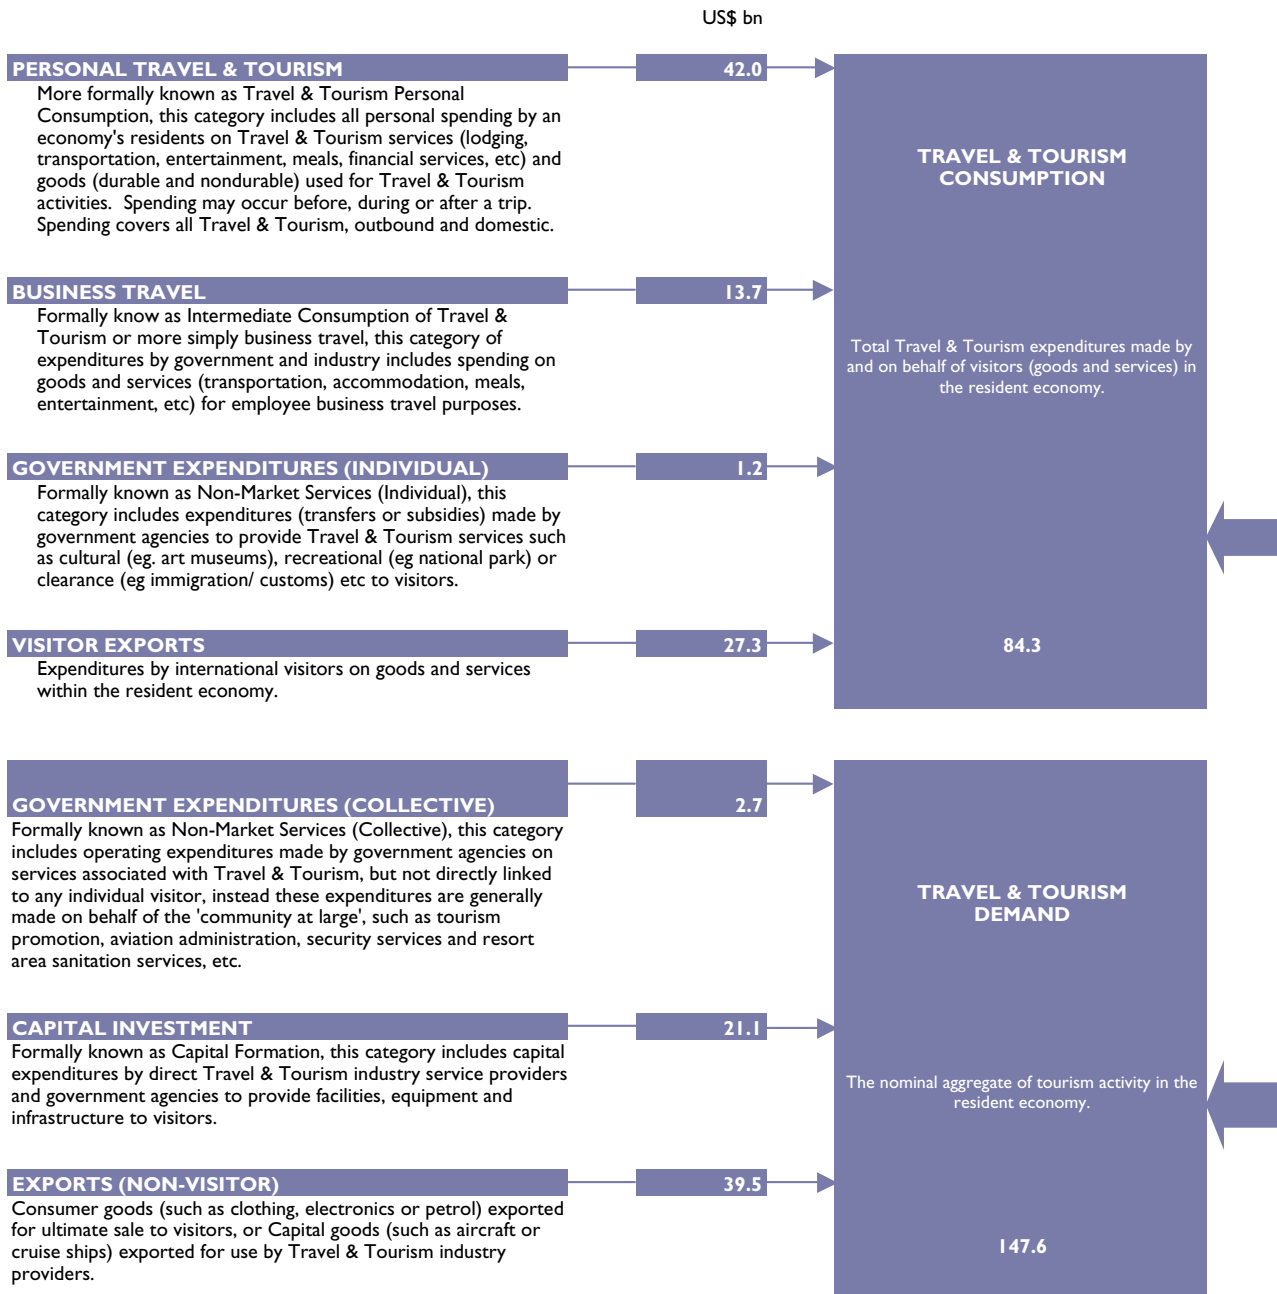 US$ bn
PERSONAL TRAVEL & TOURISM 42.0
More formally known as Travel & Tourism Personal
Consumption, this category includes all personal spending by an
economy's residents on Travel & Tourism services (lodging,
transportation, entertainment, meals, financial services, etc) and
goods (durable and nondurable) used for Travel & Tourism
activities. Spending may occur before, during or after a trip.
Spending covers all Travel & Tourism, outbound and domestic.
TRAVEL & TOURISM
CONSUMPTION
BUSINESS TRAVEL 13.7
Formally know as Intermediate Consumption of Travel &
Tourism or more simply business travel, this category of
expenditures by government and industry includes spending on
goods and services (transportation, accommodation, meals,
entertainment, etc) for employee business travel purposes.
Total Travel & Tourism expenditures made by
and on behalf of visitors (goods and services) in
the resident economy.
GOVERNMENT EXPENDITURES (INDIVIDUAL) 1.2
Formally known as Non-Market Services (Individual), this
category includes expenditures (transfers or subsidies) made by
government agencies to provide Travel & Tourism services such
as cultural (eg. art museums), recreational (eg national park) or
clearance (eg immigration/ customs) etc to visitors.
VISITOR EXPORTS 27.3 84.3
Expenditures by international visitors on goods and services
within the resident economy.
GOVERNMENT EXPENDITURES (COLLECTIVE) 2.7
Formally known as Non-Market Services (Collective), this category
includes operating expenditures made by government agencies on
services associated with Travel & Tourism, but not directly linked
to any individual visitor, instead these expenditures are generally
made on behalf of the 'community at large', such as tourism
promotion, aviation administration, security services and resort
area sanitation services, etc.
TRAVEL & TOURISM
DEMAND
CAPITAL INVESTMENT 21.1
Formally known as Capital Formation, this category includes capital
expenditures by direct Travel & Tourism industry service providers
and government agencies to provide facilities, equipment and
infrastructure to visitors.
The nominal aggregate of tourism activity in the
resident economy.
EXPORTS (NON-VISITOR) 39.5
Consumer goods (such as clothing, electronics or petrol) exported
for ultimate sale to visitors, or Capital goods (such as aircraft or
cruise ships) exported for use by Travel & Tourism industry
providers.
147.6